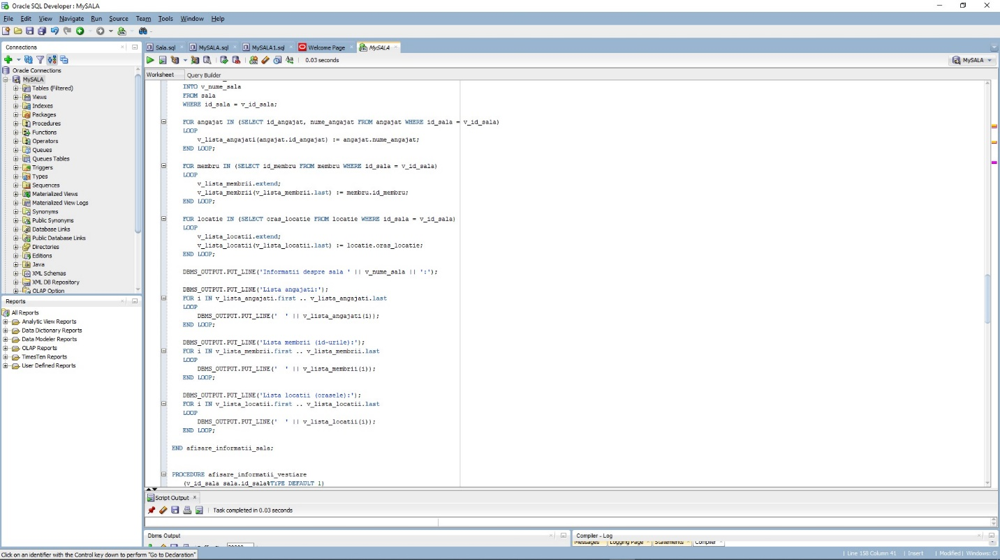 Oracle SQL Developer : MySALA
File Edit View Navigate Run Source Team Tools Window Help
Connections
Oracle Connections
MySALA
Tables (Filtered)
Views
Indexes
Packages
Procedures
Functions
Operators
Queues
Queues Tables
Triggers
Types
Sequences
Materialized Views
Materialized View Logs
Synonyms
Public Synonyms
Database Links
Public Database Links
Directories
Editions
Java
XML Schemas
XML DB Repository
OLAP Option
Reports
All Reports
Analytic View Reports
Data Dictionary Reports
Data Modeler Reports
OLAP Reports
TimesTen Reports
User Defined Reports
Sala.sql MySALA.sql MySALA1.sql Welcome Page MySALA
0.03 seconds
MySALA
Worksheet Query Builder
INTO v_nume_sala
FROM sala
WHERE id_sala = v_id_sala;
FOR angajat IN (SELECT id_angajat, nume_angajat FROM angajat WHERE id_sala = v_id_sala)
LOOP
v_lista_angajati(angajat.id_angajat) := angajat.nume_angajat;
END LOOP;
FOR membru IN (SELECT id_membru FROM membru WHERE id_sala = v_id_sala)
LOOP
v_lista_membrii.extend;
v_lista_membrii(v_lista_membrii.last) := membru.id_membru;
END LOOP;
FOR locatie IN (SELECT oras_locatie FROM locatie WHERE id_sala = v_id_sala)
LOOP
v_lista_locatii.extend;
v_lista_locatii(v_lista_locatii.last) := locatie.oras_locatie;
END LOOP;
DBMS_OUTPUT.PUT_LINE('Informatii despre sala ' || v_nume_sala || ':');
DBMS_OUTPUT.PUT_LINE('Lista angajati:');
FOR i IN v_lista_angajati.first .. v_lista_angajati.last
LOOP
DBMS_OUTPUT.PUT_LINE('  ' || v_lista_angajati(i));
END LOOP;
DBMS_OUTPUT.PUT_LINE('Lista membrii (id-urile):');
FOR i IN v_lista_membrii.first .. v_lista_membrii.last
LOOP
DBMS_OUTPUT.PUT_LINE('  ' || v_lista_membrii(i));
END LOOP;
DBMS_OUTPUT.PUT_LINE('Lista locatii (orasele):');
FOR i IN v_lista_locatii.first .. v_lista_locatii.last
LOOP
DBMS_OUTPUT.PUT_LINE('  ' || v_lista_locatii(i));
END LOOP;
END afisare_informatii_sala;
PROCEDURE afisare_informatii_vestiare
(v_id_sala sala.id_sala%TYPE DEFAULT 1)
Script Output
Task completed in 0.03 seconds
Dbms Output
Compiler - Log
Messages Logging Page Statements Compiler
Click on an identifier with the Control key down to perform "Go to Declaration"
Line 158 Column 41 | Insert | Modified | Windows: C